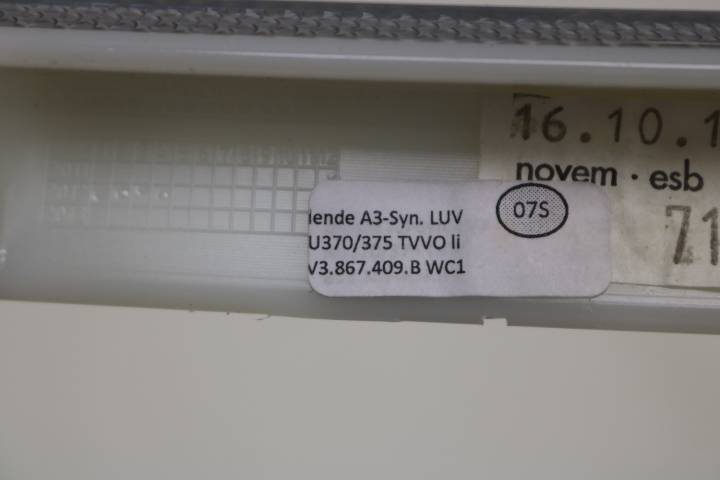 16.10.1
novem · esb
71
07S
lende A3-Syn. LUV
U370/375 TVVO li
V3.867.409.B WC1